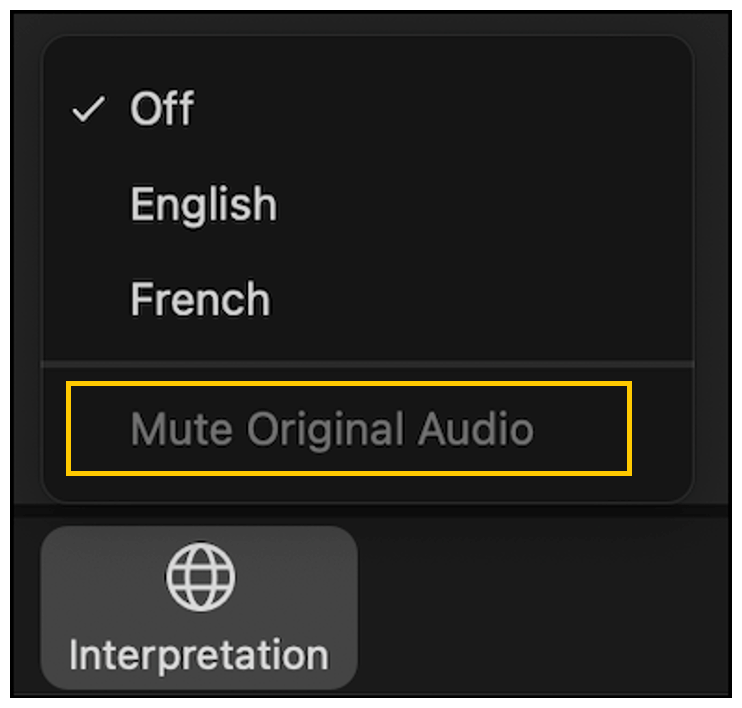 Off
English
French
Mute Original Audio
Interpretation